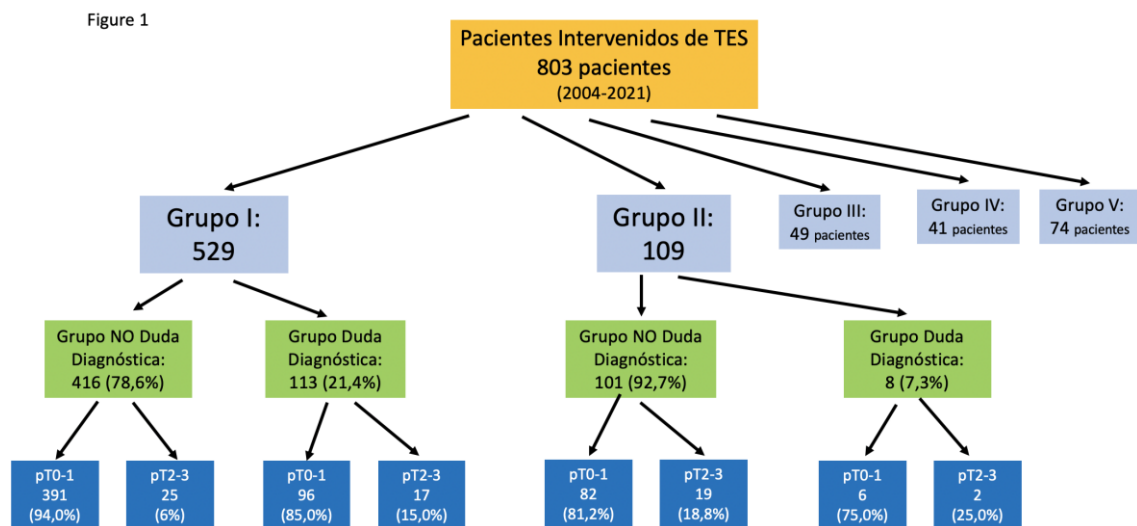 Figure 1
Pacientes Intervenidos de TES
803 pacientes
(2004-2021)
Grupo I:
529
Grupo II:
109
Grupo III:
49 pacientes
Grupo IV:
41 pacientes
Grupo V:
74 pacientes
Grupo NO Duda
Diagnóstica:
416 (78,6%)
Grupo Duda
Diagnóstica:
113 (21,4%)
Grupo NO Duda
Diagnóstica:
101 (92,7%)
Grupo Duda
Diagnóstica:
8 (7,3%)
pT0-1
391
(94,0%)
pT2-3
25
(6%)
pT0-1
96
(85,0%)
pT2-3
17
(15,0%)
pT0-1
82
(81,2%)
pT2-3
19
(18,8%)
pT0-1
6
(75,0%)
pT2-3
2
(25,0%)